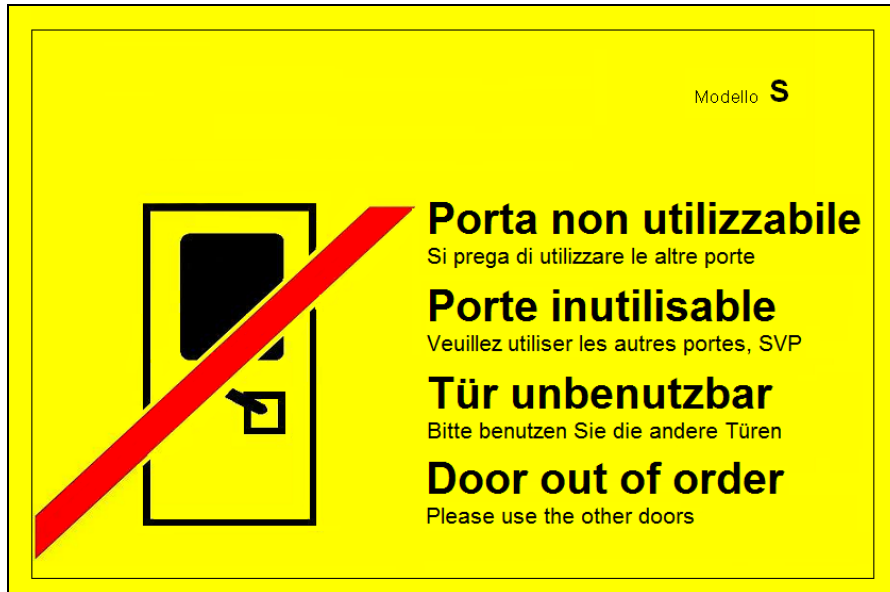 Modello S
Porta non utilizzabile
Si prega di utilizzare le altre porte
Porte inutilisable
Veuillez utiliser les autres portes, SVP
Tür unbenutzbar
Bitte benutzen Sie die andere Türen
Door out of order
Please use the other doors